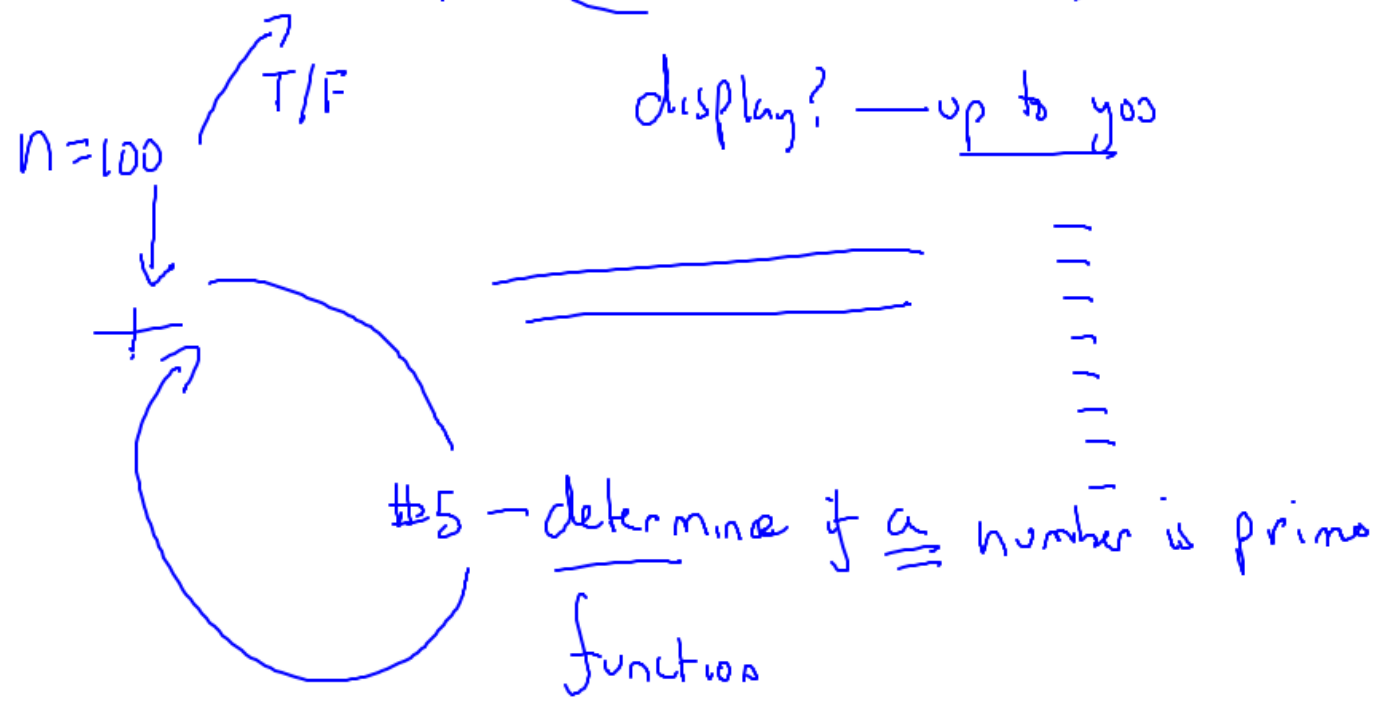 T/F
display? — up to you
n=100
+
#5 — determine if a number is prime
function